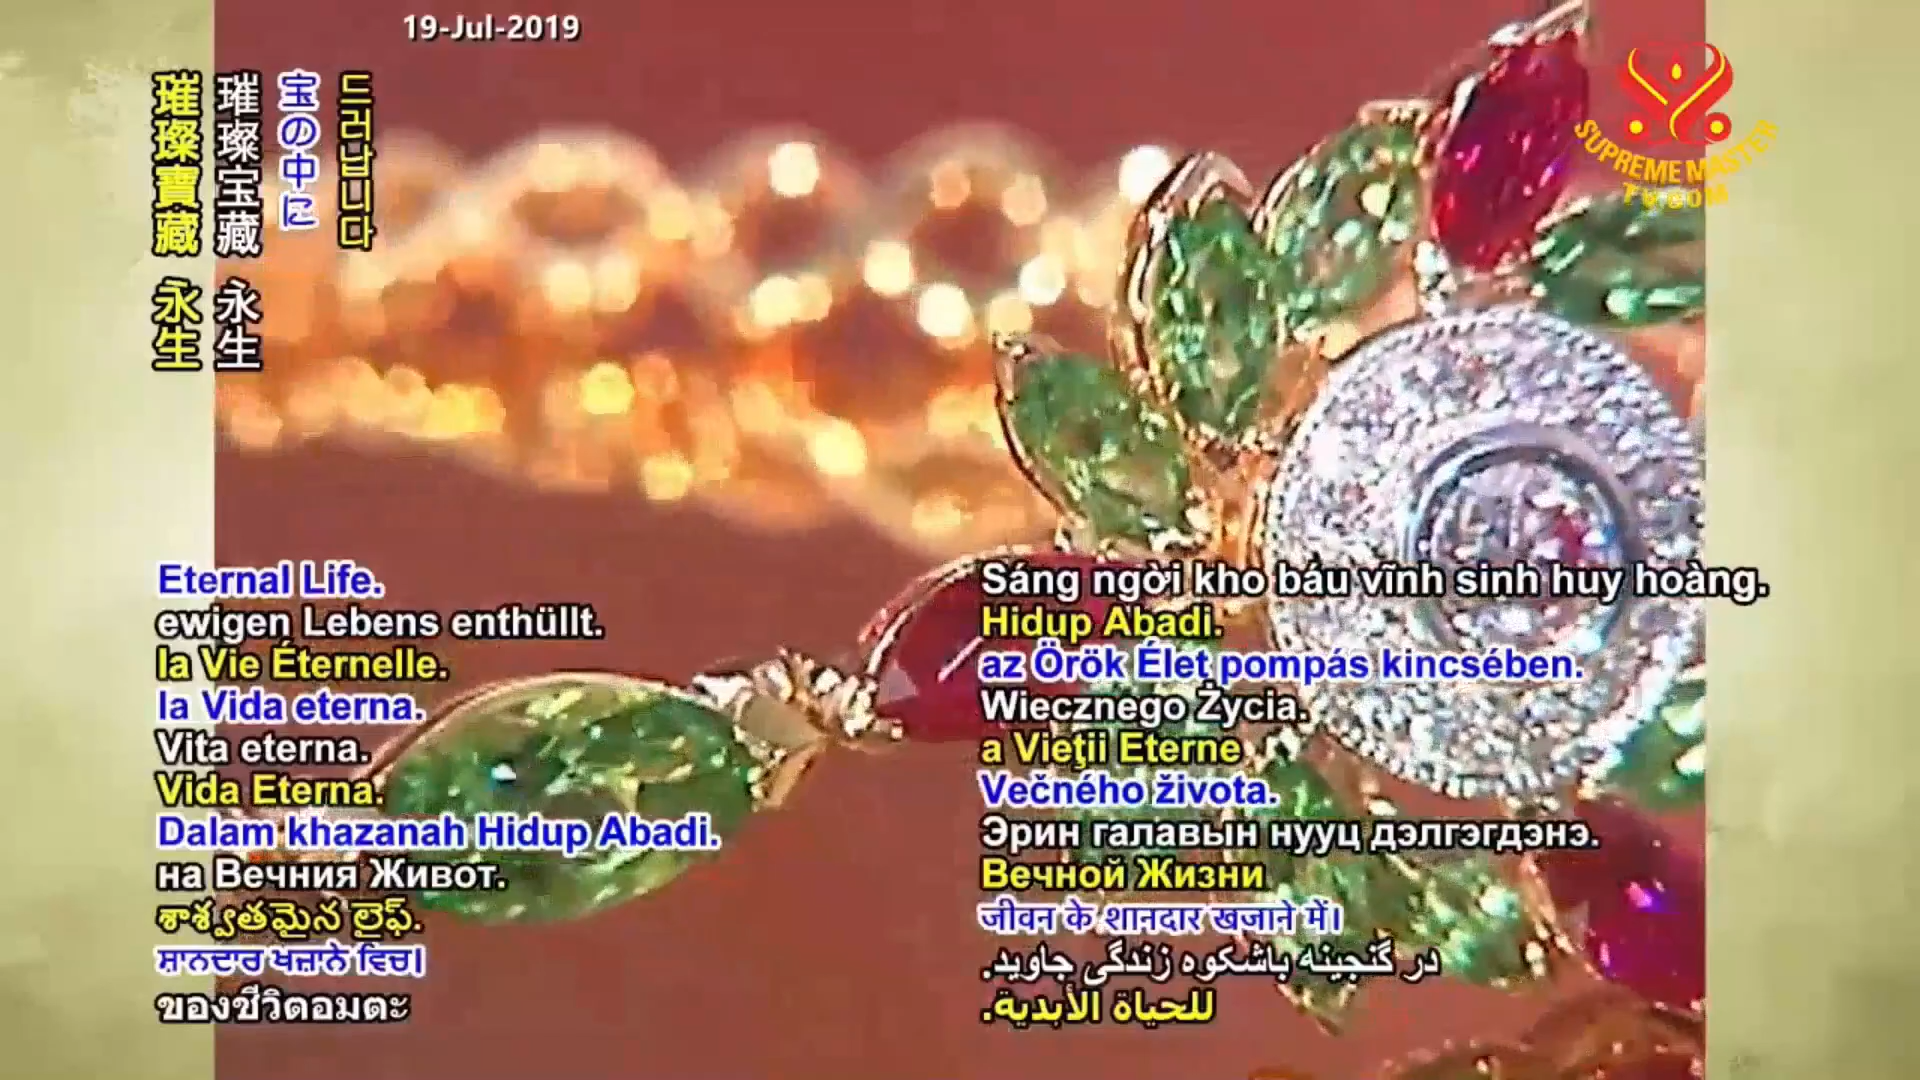 19-Jul-2019
SUPREME MASTER
TV.COM
드러납니다
宝の中に
璀璨宝藏 永生
璀璨寶藏 永生
Eternal Life.
ewigen Lebens enthüllt.
la Vie Éternelle.
la Vida eterna.
Vita eterna.
Vida Eterna.
Dalam khazanah Hidup Abadi.
на Вечния Живот.
శాశ్వతమైన లైఫ్.
ਸ਼ਾਨਦਾਰ ਖਜ਼ਾਨੇ ਵਿਚ।
ของชีวิตอมตะ
Sáng ngời kho báu vĩnh sinh huy hoàng.
Hidup Abadi.
az Örök Élet pompás kincsében.
Wiecznego Życia.
a Vieţii Eterne
Večného života.
Эрин галавын нууц дэлгэгдэнэ.
Вечной Жизни
जीवन के शानदार खजाने में।
در گنجینه باشکوه زندگی جاوید.
للحياة الأبدية.